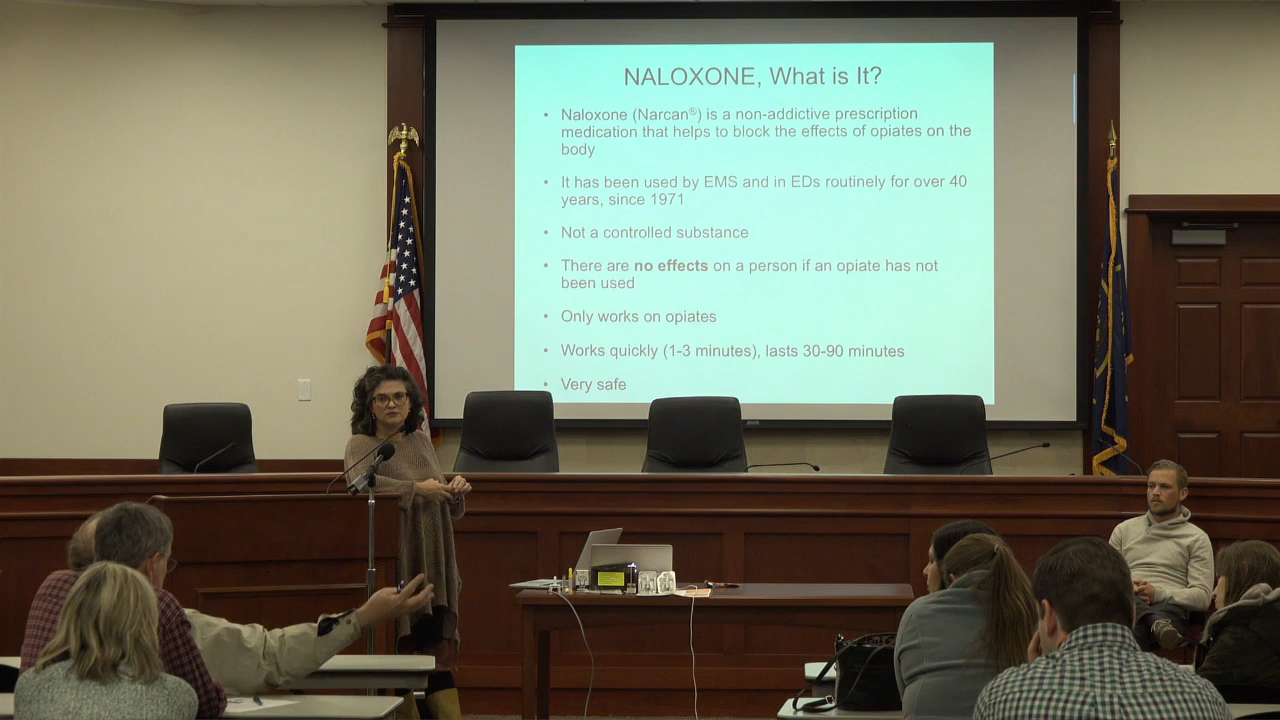 NALOXONE, What is It?
• Naloxone (Narcan®) is a non-addictive prescription
medication that helps to block the effects of opiates on the
body
• It has been used by EMS and in EDs routinely for over 40
years, since 1971
• Not a controlled substance
• There are no effects on a person if an opiate has not
been used
• Only works on opiates
• Works quickly (1-3 minutes), lasts 30-90 minutes
• Very safe